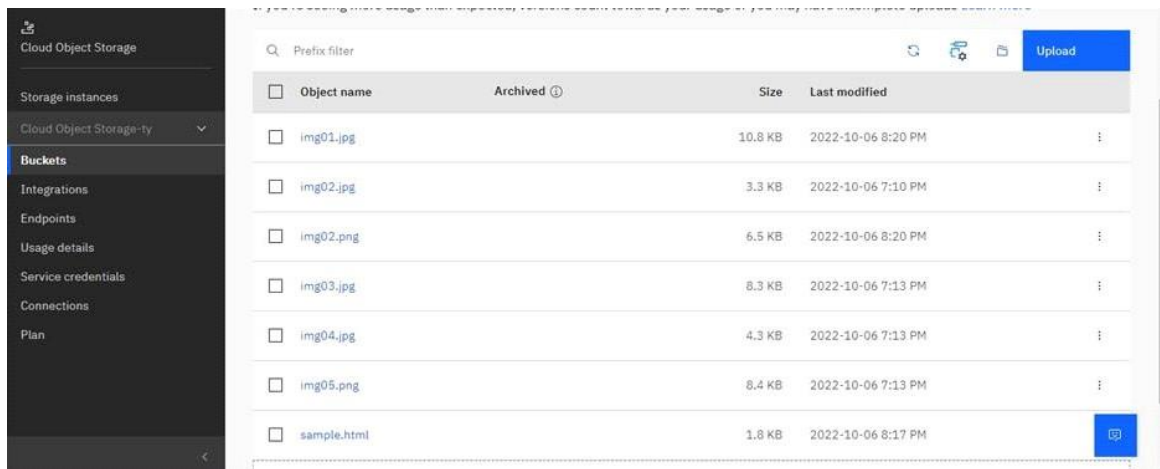 Cloud Object Storage
Storage instances
Cloud Object Storage-ty
Buckets
Integrations
Endpoints
Usage details
Service credentials
Connections
Plan
Prefix filter
Upload
Object name Archived Size Last modified
img01.jpg 10.8 KB 2022-10-06 8:20 PM
img02.jpg 3.3 KB 2022-10-06 7:10 PM
img02.png 6.5 KB 2022-10-06 8:20 PM
img03.jpg 8.3 KB 2022-10-06 7:13 PM
img04.jpg 4.3 KB 2022-10-06 7:13 PM
img05.png 8.4 KB 2022-10-06 7:13 PM
sample.html 1.8 KB 2022-10-06 8:17 PM